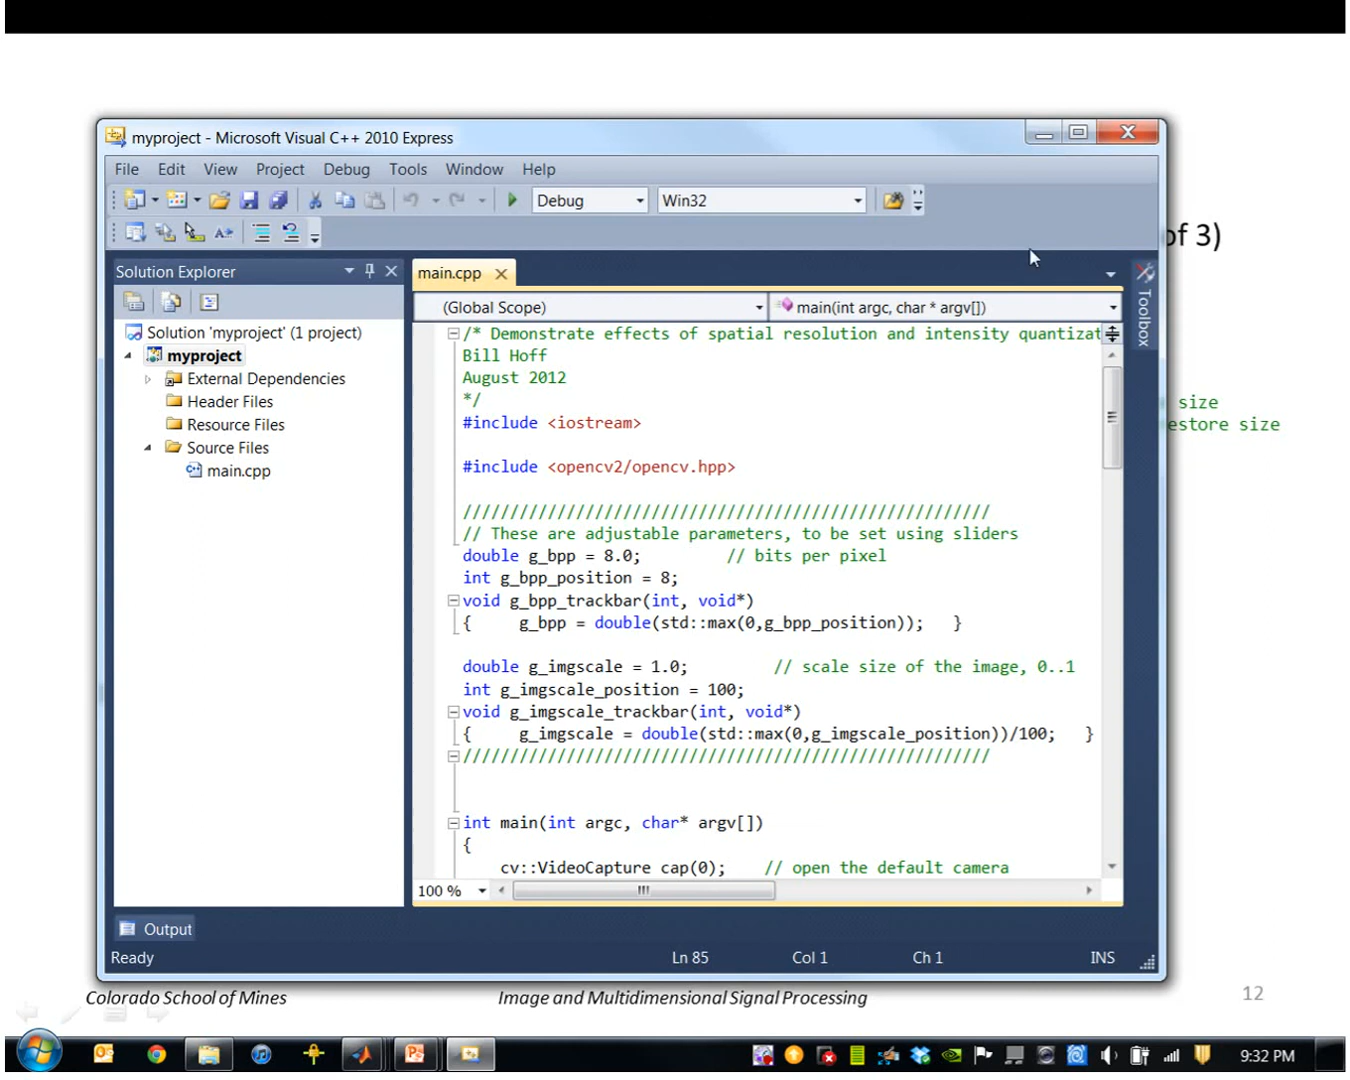 myproject - Microsoft Visual C++ 2010 Express
File Edit View Project Debug Tools Window Help
Debug Win32
of 3)
Solution Explorer
main.cpp
Toolbox
(Global Scope) main(int argc, char * argv[])
Solution 'myproject' (1 project)
myproject
External Dependencies
Header Files
Resource Files
Source Files
main.cpp
/* Demonstrate effects of spatial resolution and intensity quantizat
Bill Hoff
August 2012
*/
#include <iostream>
#include <opencv2/opencv.hpp>
////////////////////////////////////////////////////////
// These are adjustable parameters, to be set using sliders
double g_bpp = 8.0; // bits per pixel
int g_bpp_position = 8;
void g_bpp_trackbar(int, void*)
{ g_bpp = double(std::max(0,g_bpp_position)); }
double g_imgscale = 1.0; // scale size of the image, 0..1
int g_imgscale_position = 100;
void g_imgscale_trackbar(int, void*)
{ g_imgscale = double(std::max(0,g_imgscale_position))/100; }
////////////////////////////////////////////////////////
int main(int argc, char* argv[])
{
cv::VideoCapture cap(0); // open the default camera
size
estore size
100 %
Output
Ready Ln 85 Col 1 Ch 1 INS
Colorado School of Mines Image and Multidimensional Signal Processing 12
9:32 PM